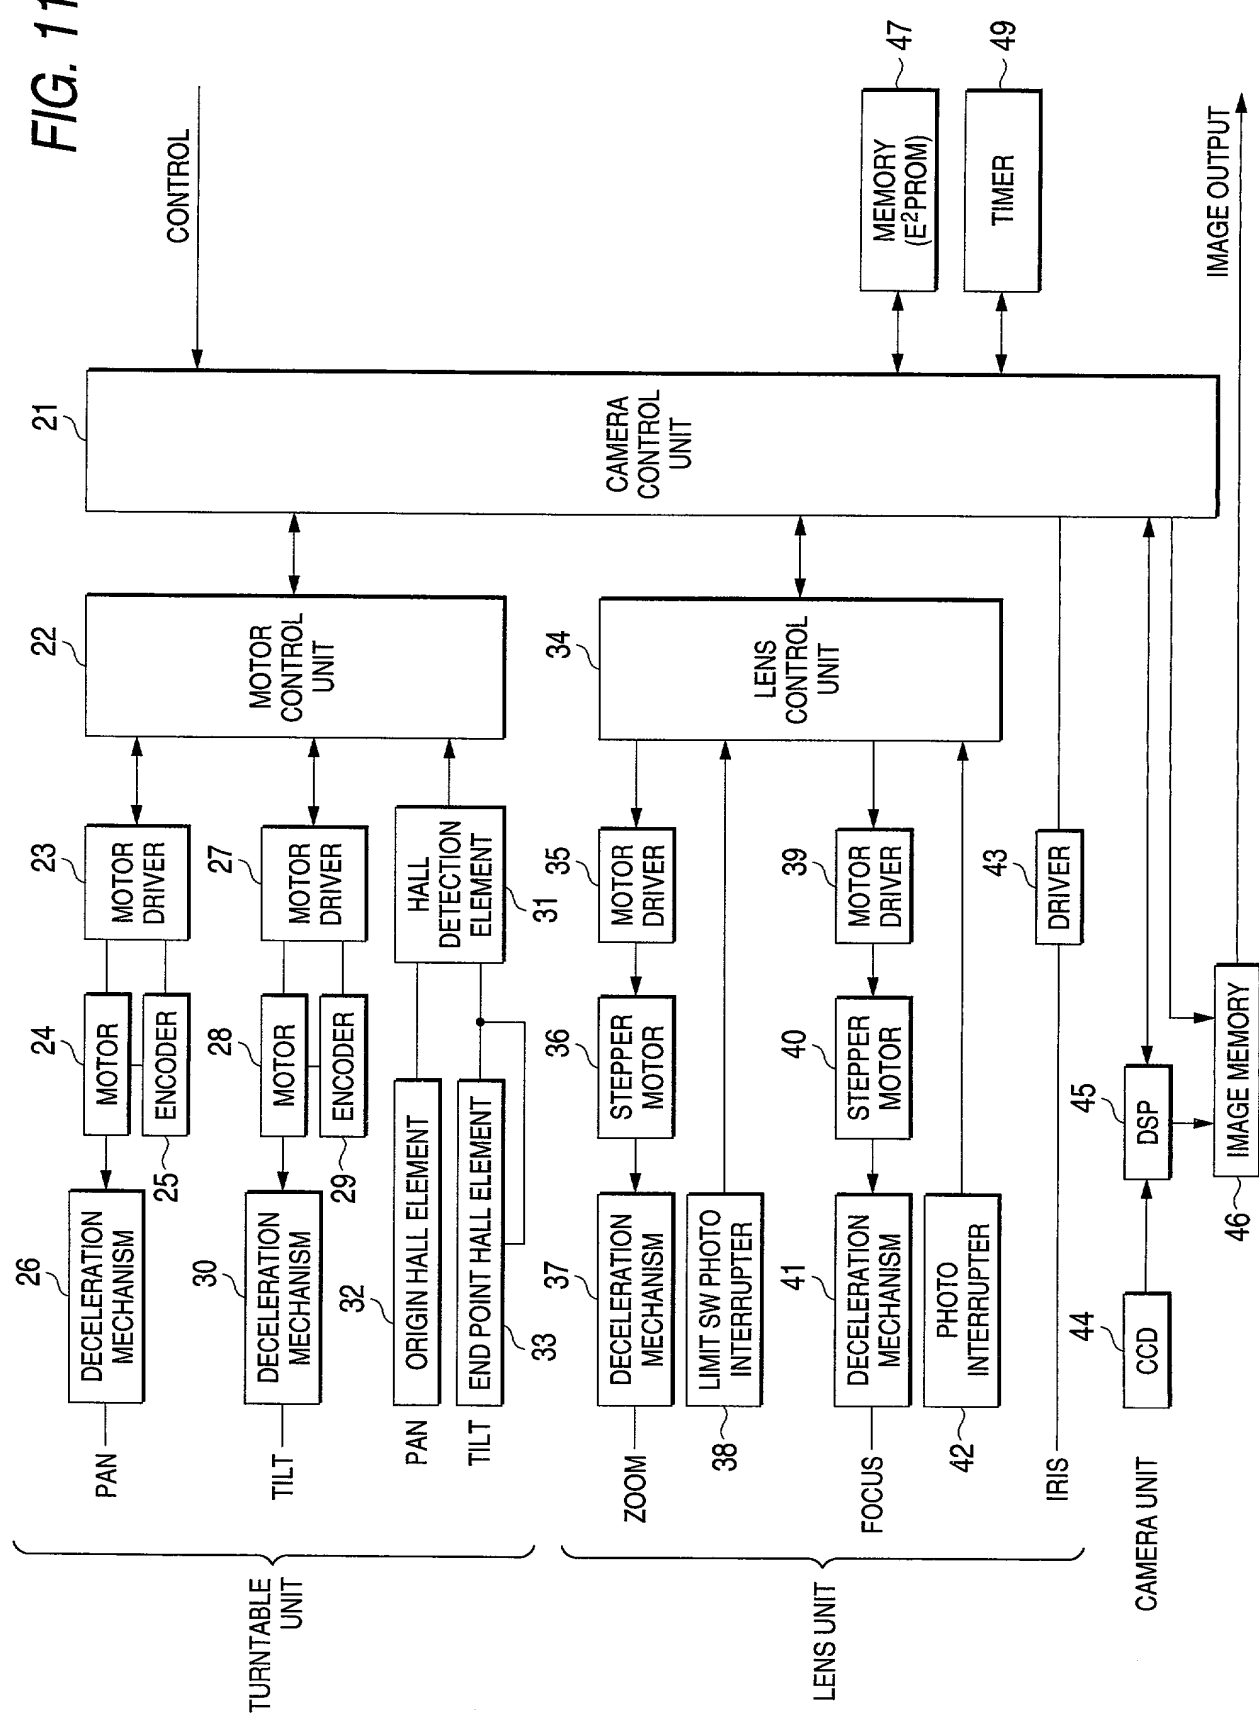 FIG. 11
CONTROL
21
CAMERA
CONTROL
UNIT
47
MEMORY
(E²PROM)
49
TIMER
IMAGE OUTPUT
TURNTABLE
UNIT
PAN
26
DECELERATION
MECHANISM
24
MOTOR
25
ENCODER
23
MOTOR
DRIVER
22
MOTOR
CONTROL
UNIT
TILT
30
DECELERATION
MECHANISM
28
MOTOR
29
ENCODER
27
MOTOR
DRIVER
PAN
32
ORIGIN HALL ELEMENT
TILT
END POINT HALL ELEMENT
33
HALL
DETECTION
ELEMENT
31
LENS UNIT
ZOOM
37
DECELERATION
MECHANISM
36
STEPPER
MOTOR
35
MOTOR
DRIVER
34
LENS
CONTROL
UNIT
38
LIMIT SW PHOTO
INTERRUPTER
FOCUS
41
DECELERATION
MECHANISM
40
STEPPER
MOTOR
39
MOTOR
DRIVER
42
PHOTO
INTERRUPTER
IRIS
43
DRIVER
CAMERA UNIT
44
CCD
45
DSP
46
IMAGE MEMORY